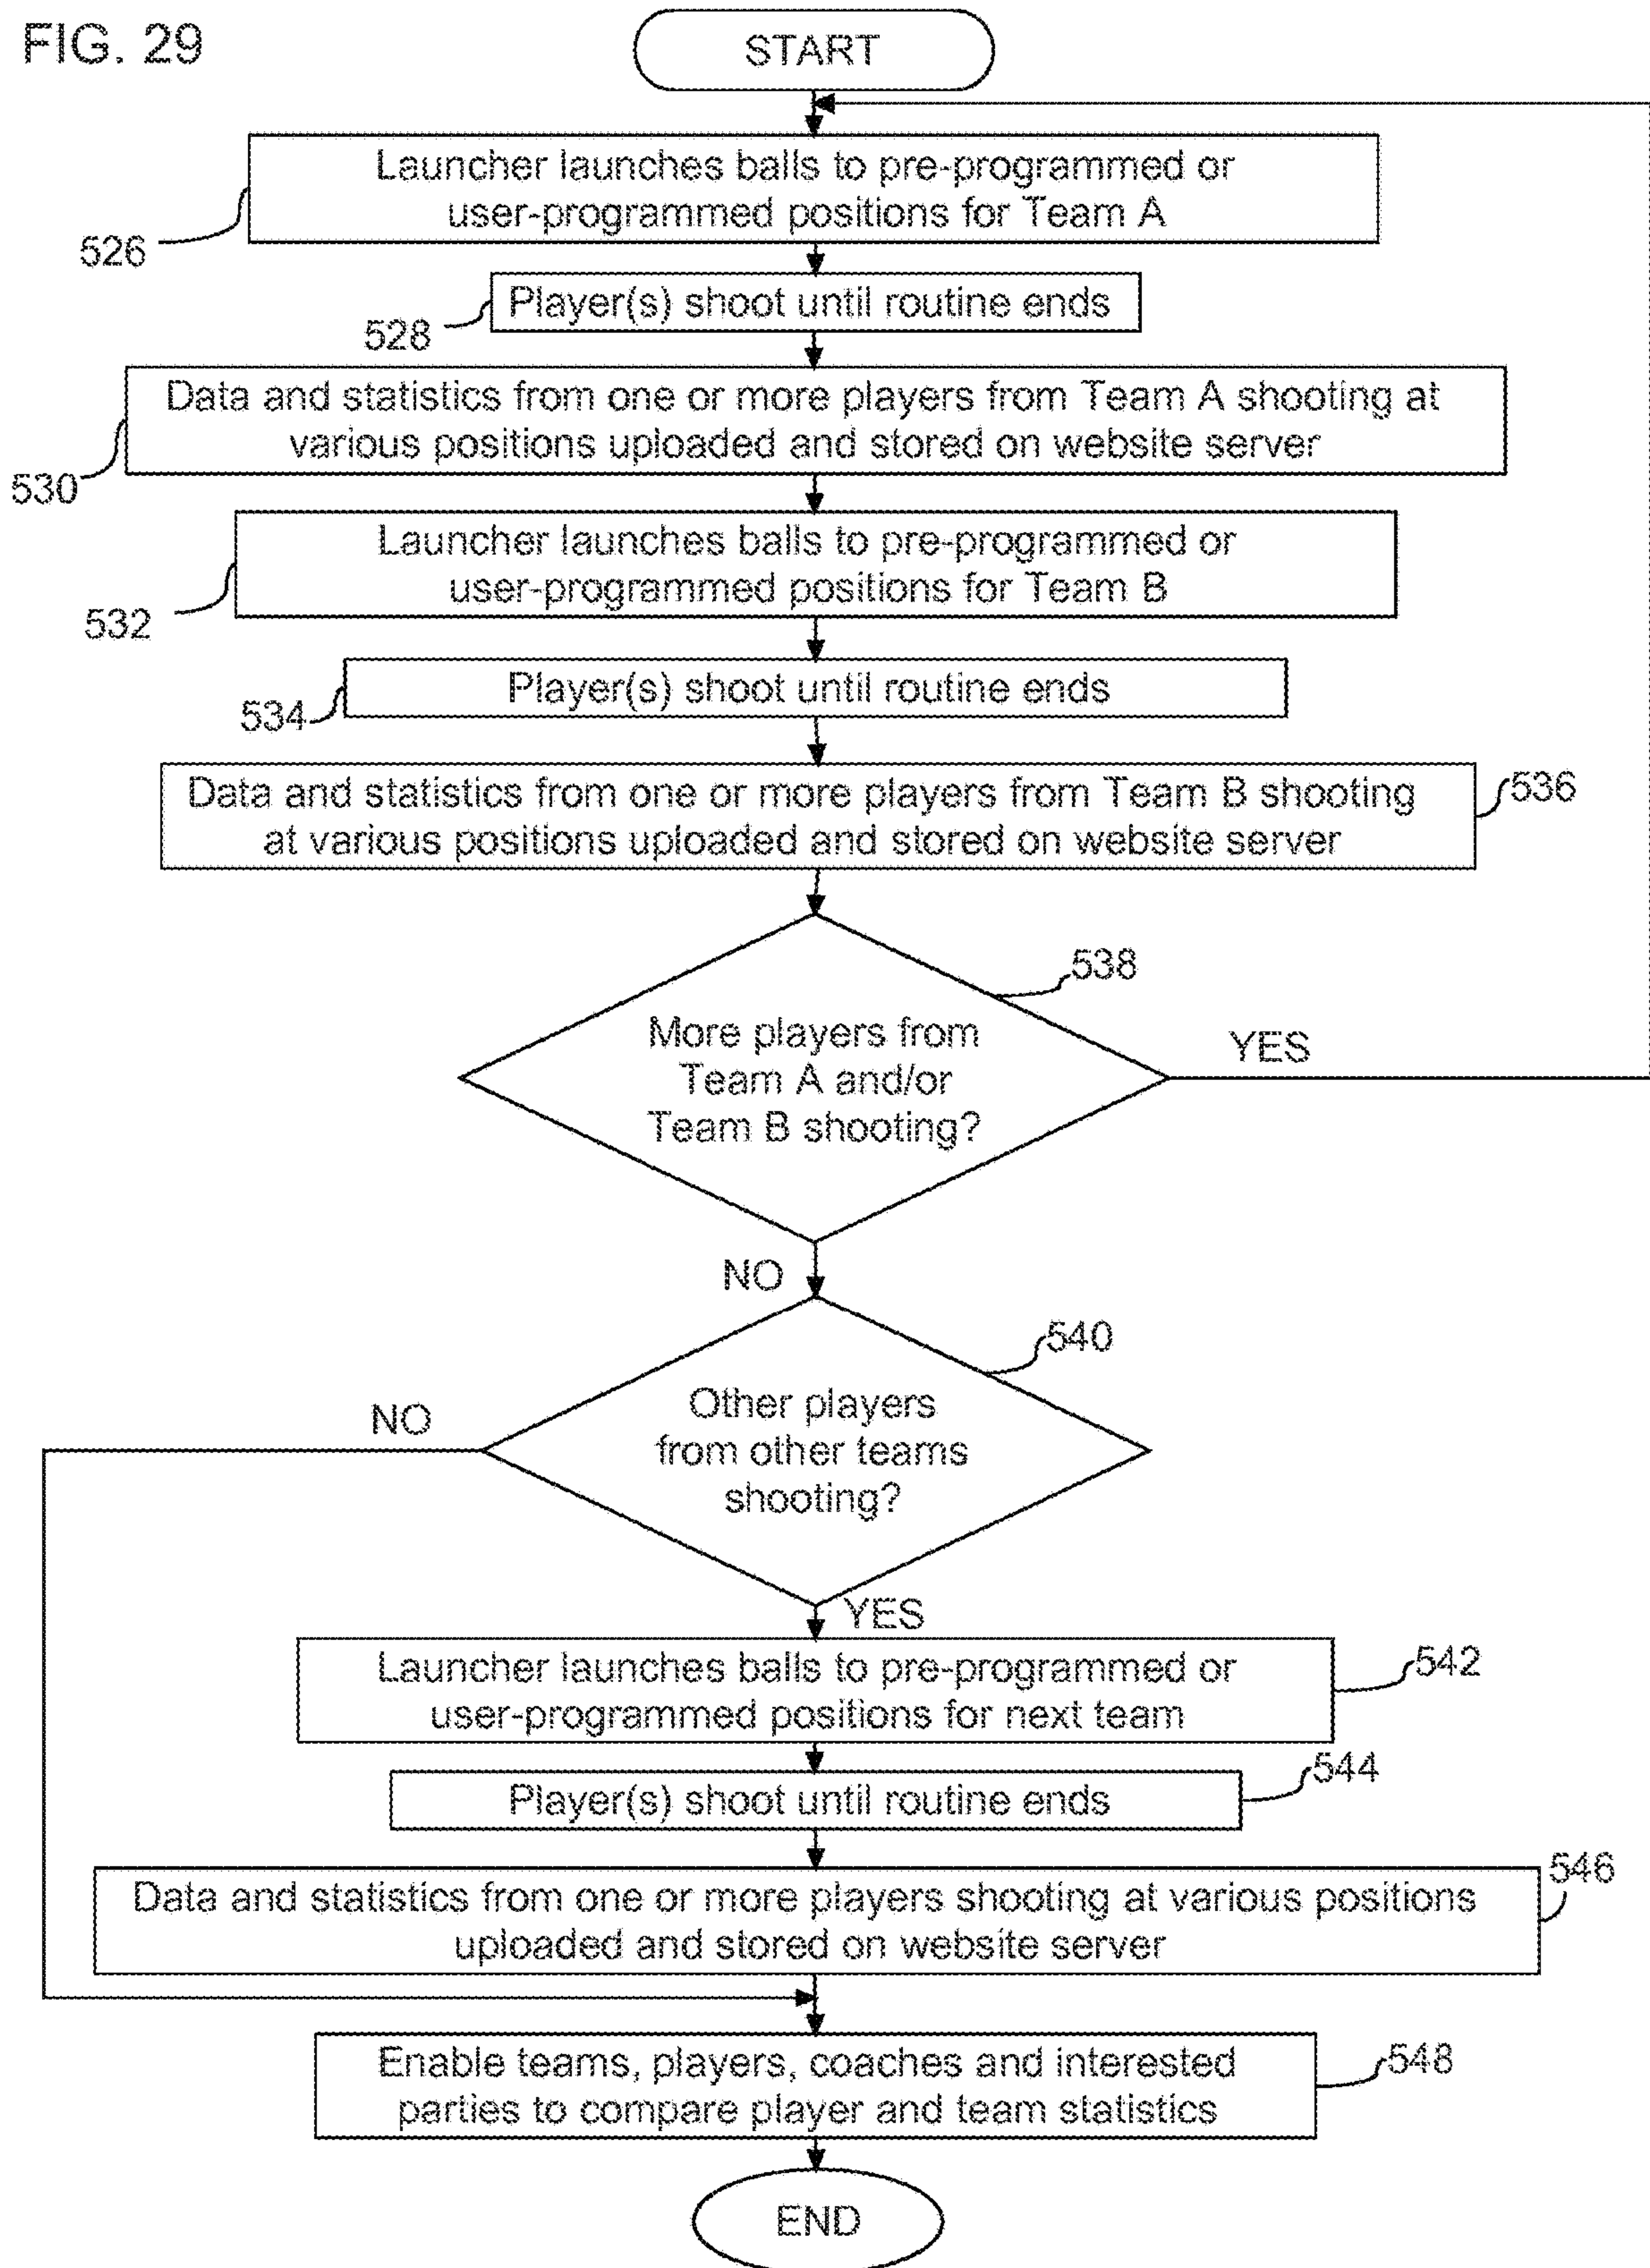 FIG. 29
START
Launcher launches balls to pre-programmed or
user-programmed positions for Team A
526
Player(s) shoot until routine ends
528
Data and statistics from one or more players from Team A shooting at
various positions uploaded and stored on website server
530
Launcher launches balls to pre-programmed or
user-programmed positions for Team B
532
Player(s) shoot until routine ends
534
Data and statistics from one or more players from Team B shooting
at various positions uploaded and stored on website server
536
538
More players from
Team A and/or
Team B shooting?
YES
NO
540
Other players
from other teams
shooting?
NO
YES
Launcher launches balls to pre-programmed or
user-programmed positions for next team
542
Player(s) shoot until routine ends
544
Data and statistics from one or more players shooting at various positions
uploaded and stored on website server
546
Enable teams, players, coaches and interested
parties to compare player and team statistics
548
END